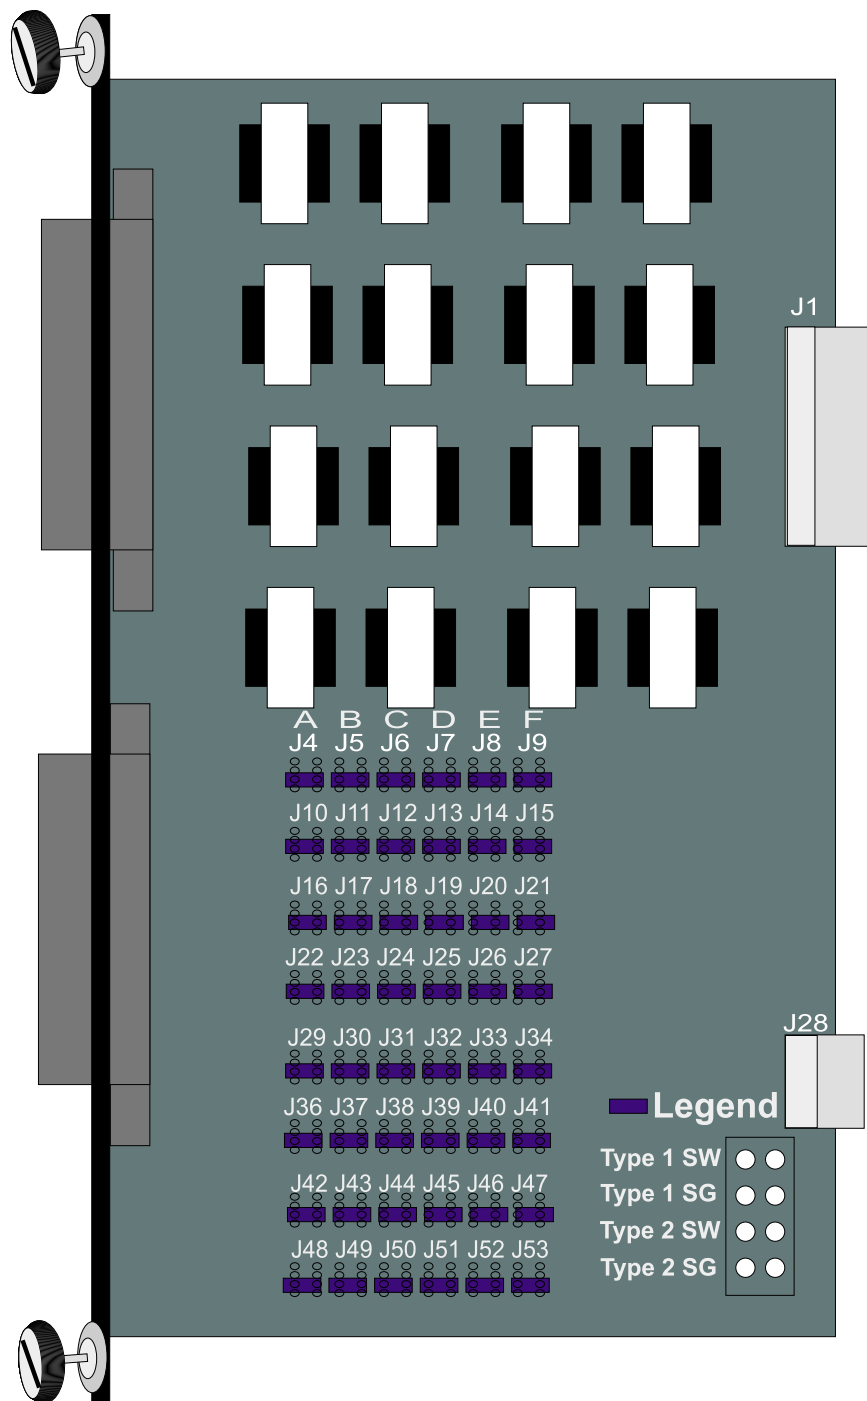 J1
A B C D E F
J4 J5 J6 J7 J8 J9
J10 J11 J12 J13 J14 J15
J16 J17 J18 J19 J20 J21
J22 J23 J24 J25 J26 J27
J28
J29 J30 J31 J32 J33 J34
J36 J37 J38 J39 J40 J41
Legend
Type 1 SW
J42 J43 J44 J45 J46 J47
Type 1 SG
Type 2 SW
J48 J49 J50 J51 J52 J53
Type 2 SG